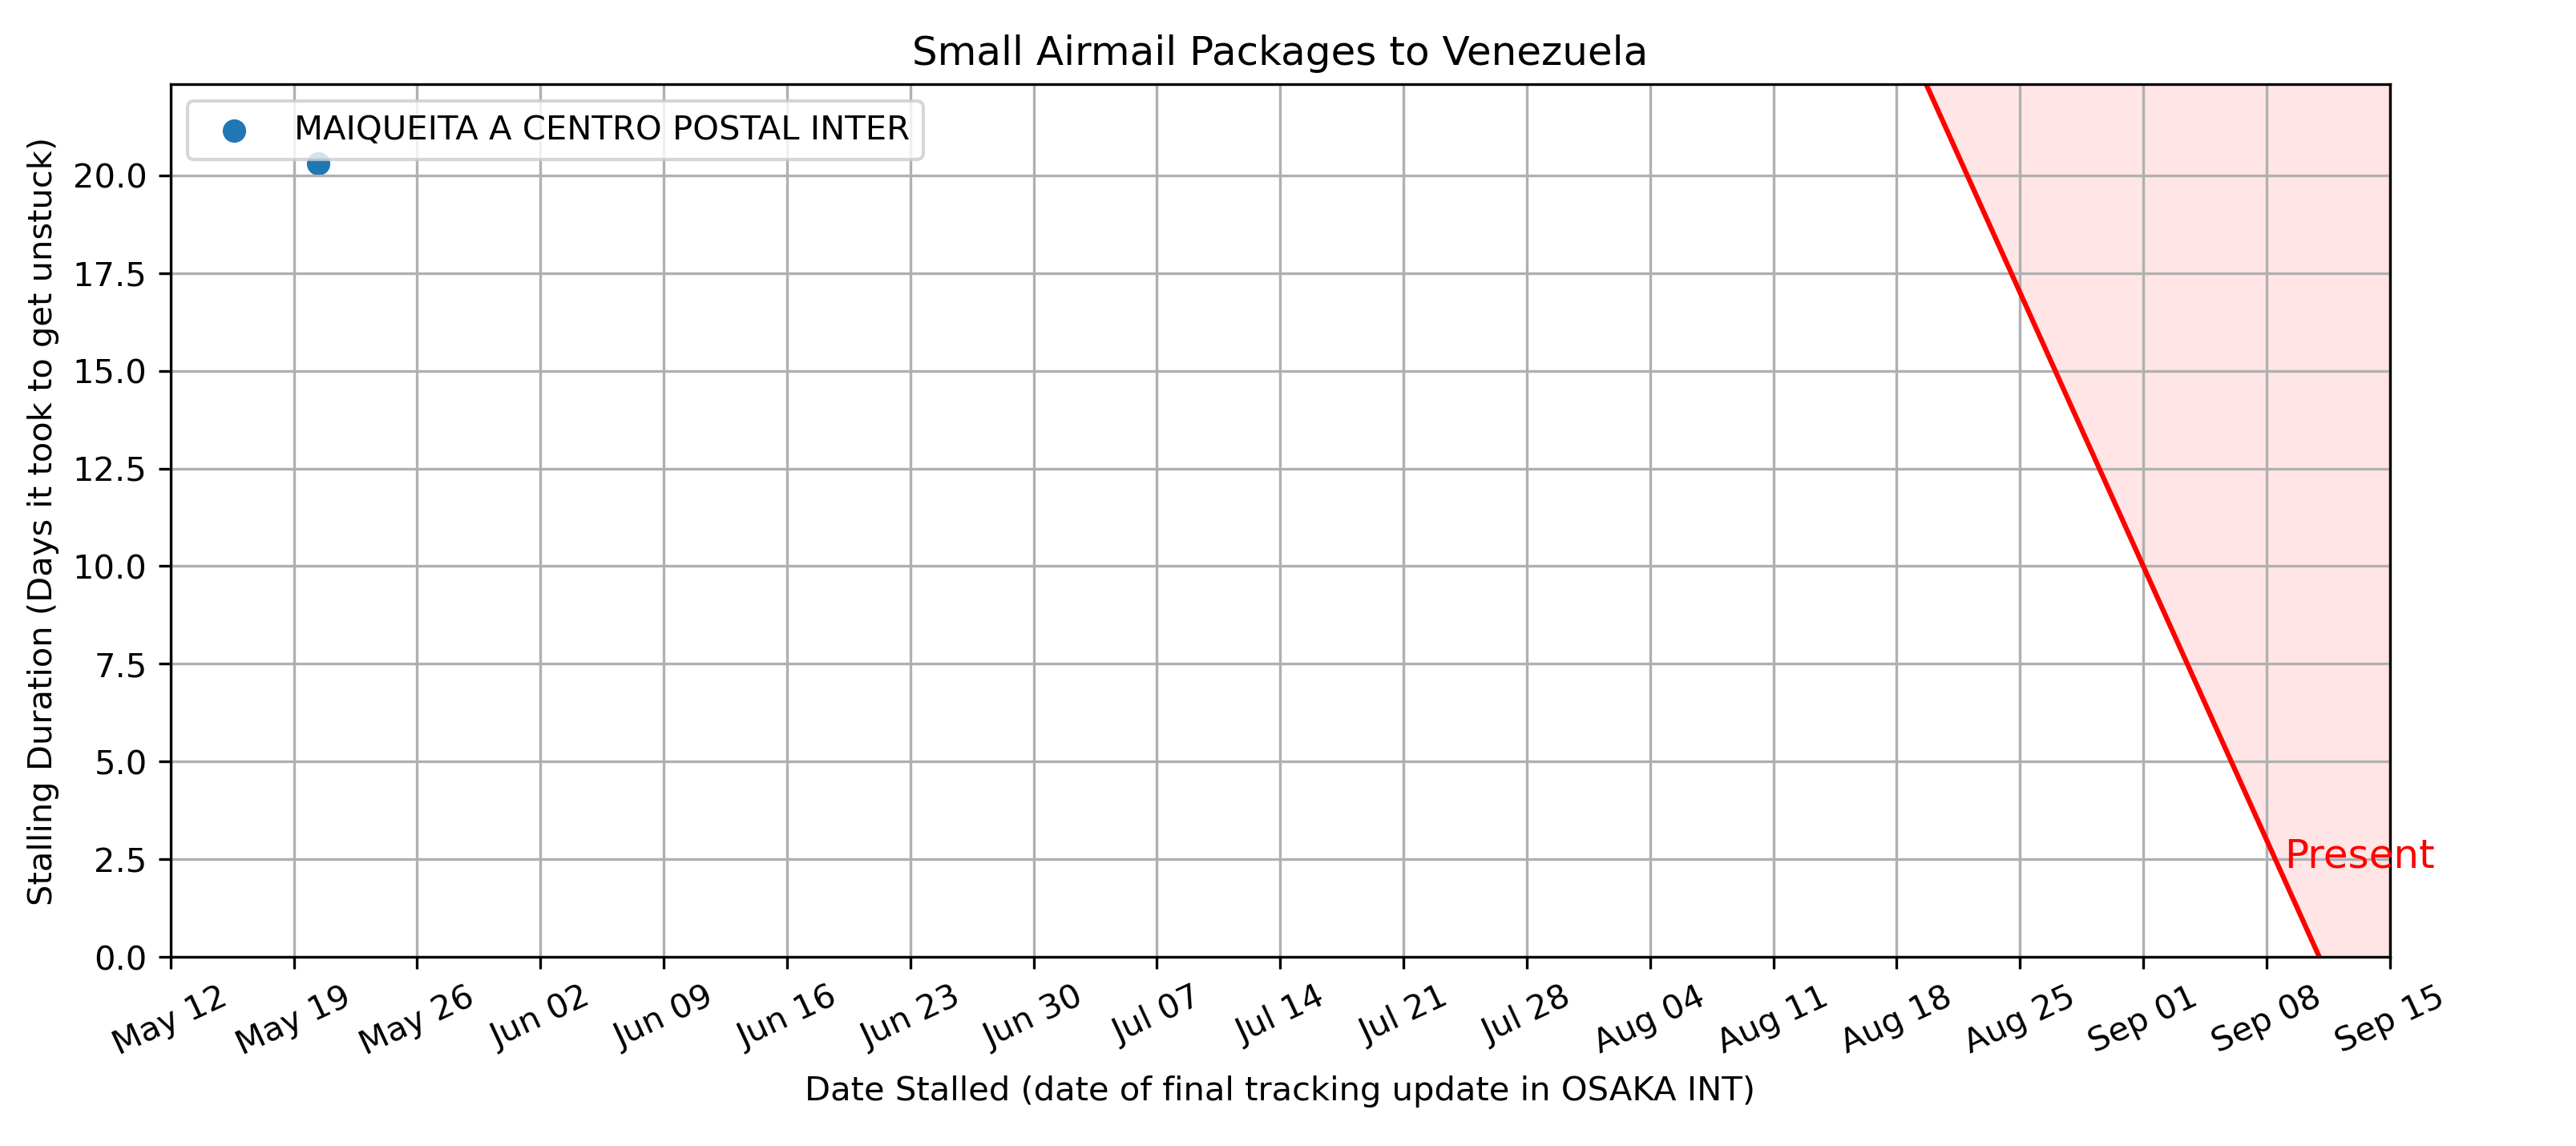 Small Airmail Packages to Venezuela
MAIQUEITA A CENTRO POSTAL INTER
Stalling Duration (Days it took to get unstuck)
20.0
17.5
15.0
12.5
10.0
7.5
5.0
2.5
0.0
Present
May 12
May 19
May 26
Jun 02
Jun 09
Jun 16
Jun 23
Jun 30
Jul 07
Jul 14
Jul 21
Jul 28
Aug 04
Aug 11
Aug 18
Aug 25
Sep 01
Sep 08
Sep 15
Date Stalled (date of final tracking update in OSAKA INT)